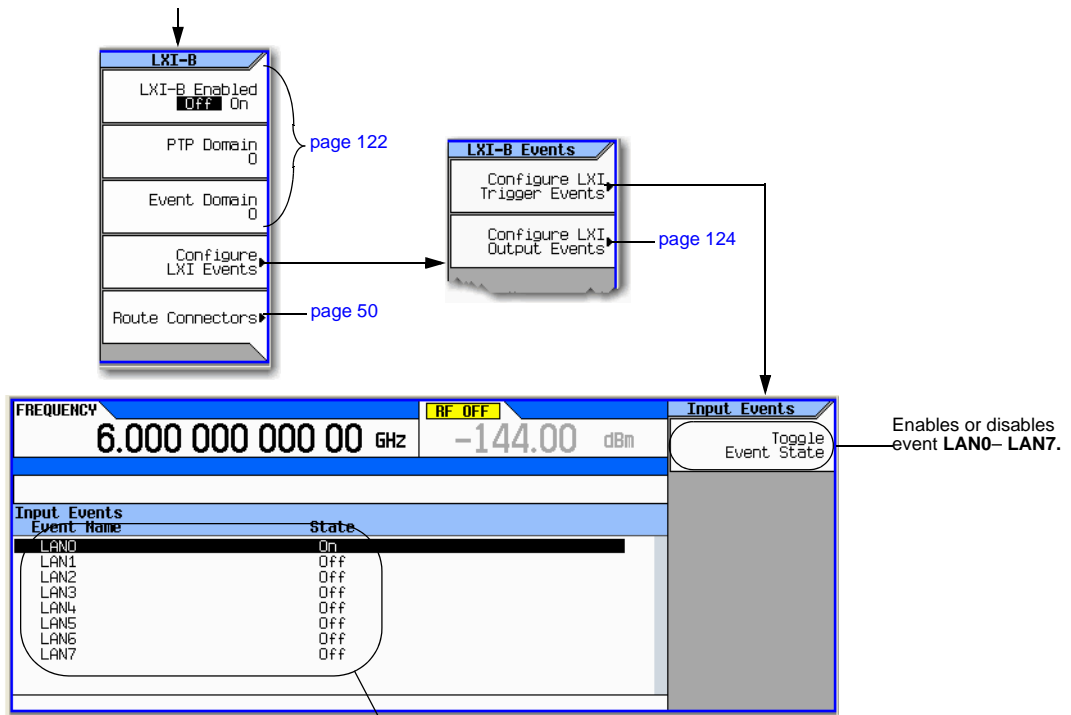 LXI-B
LXI-B Enabled
Off On
PTP Domain
0
Event Domain
0
Configure
LXI Events
Route Connectors
page 122
page 50
LXI-B Events
Configure LXI
Trigger Events
Configure LXI
Output Events
page 124
FREQUENCY
6.000 000 000 00 GHz
RF OFF
-144.00 dBm
Input Events
Toggle
Event State
Enables or disables
event LAN0– LAN7.
Input Events
Event Name State
LAN0 On
LAN1 Off
LAN2 Off
LAN3 Off
LAN4 Off
LAN5 Off
LAN6 Off
LAN7 Off